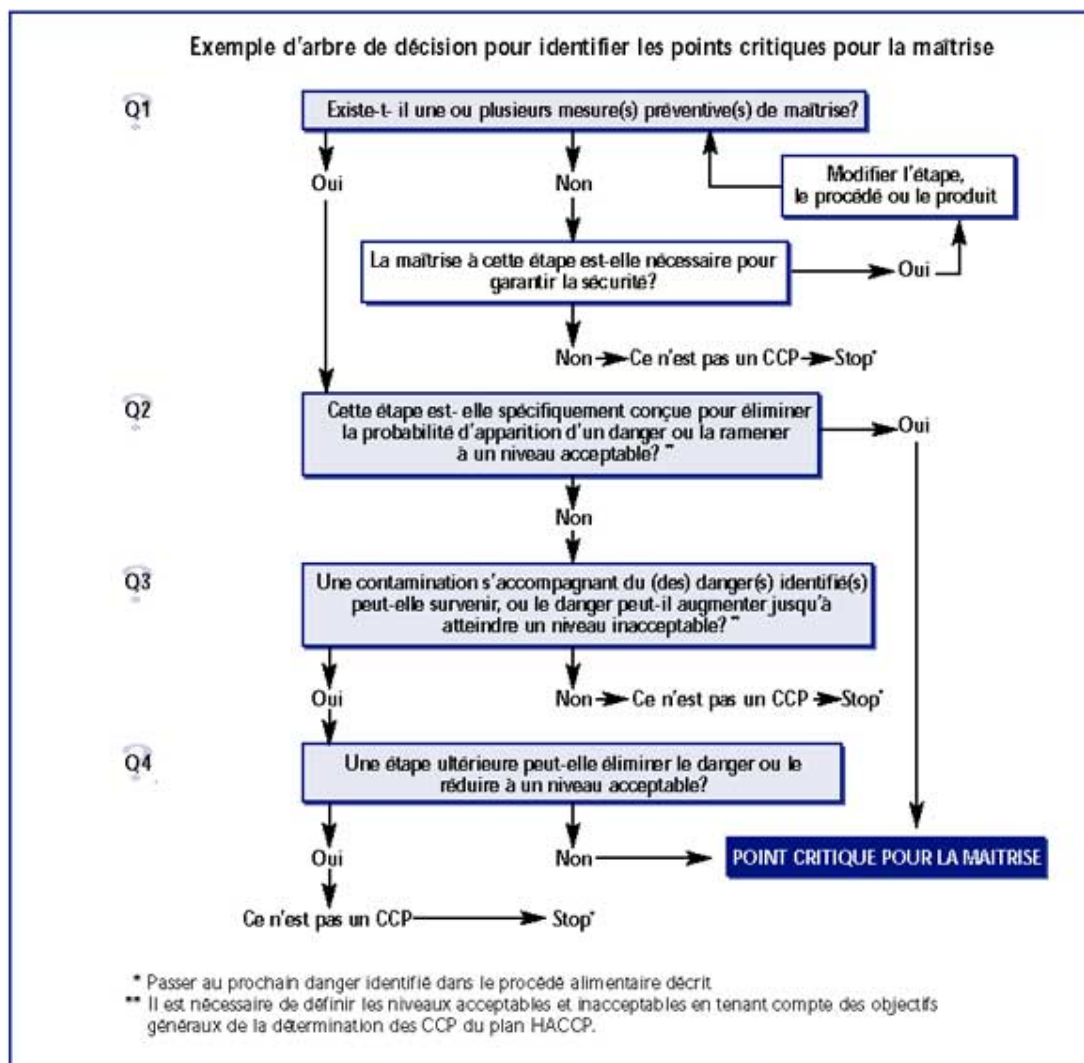 Exemple d'arbre de décision pour identifier les points critiques pour la maîtrise
Q1
Existe-t- il une ou plusieurs mesure(s) préventive(s) de maîtrise?
Oui
Non
Modifier l'étape,
le procédé ou le produit
La maîtrise à cette étape est-elle nécessaire pour
garantir la sécurité?
Oui
Non
Ce n'est pas un CCP
Stop*
Q2
Cette étape est- elle spécifiquement conçue pour éliminer
la probabilité d'apparition d'un danger ou la ramener
à un niveau acceptable? **
Oui
Non
Q3
Une contamination s'accompagnant du (des) danger(s) identifié(s)
peut-elle survenir, ou le danger peut-il augmenter jusqu'à
atteindre un niveau inacceptable? **
Oui
Non
Ce n'est pas un CCP
Stop*
Q4
Une étape ultérieure peut-elle éliminer le danger ou le
réduire à un niveau acceptable?
Oui
Non
POINT CRITIQUE POUR LA MAITRISE
Ce n'est pas un CCP
Stop*
* Passer au prochain danger identifié dans le procédé alimentaire décrit
** Il est nécessaire de définir les niveaux acceptables et inacceptables en tenant compte des objectifs
généraux de la détermination des CCP du plan HACCP.